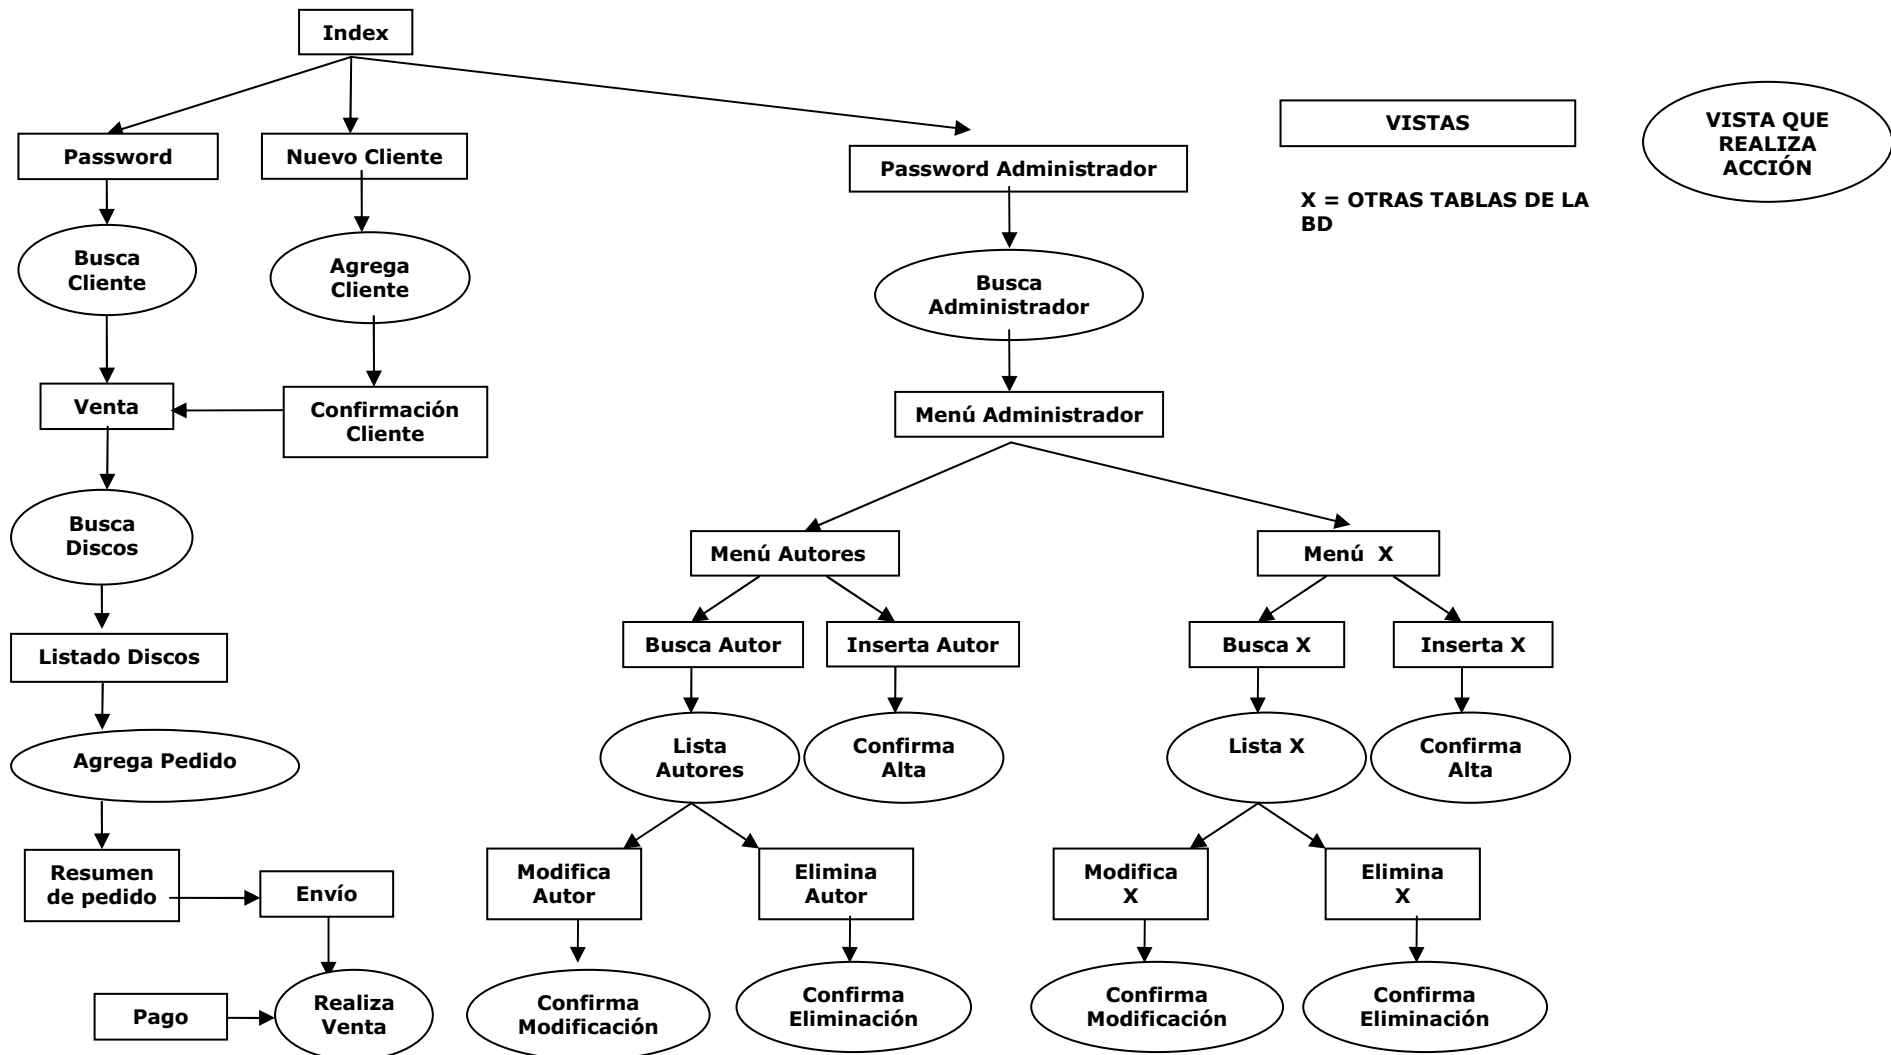 Index
VISTAS
VISTA QUE
REALIZA
ACCIÓN
Password
Nuevo Cliente
Password Administrador
X = OTRAS TABLAS DE LA
BD
Busca
Cliente
Agrega
Cliente
Busca
Administrador
Venta
Confirmación
Cliente
Menú Administrador
Busca
Discos
Menú Autores
Menú  X
Listado Discos
Busca Autor
Inserta Autor
Busca X
Inserta X
Agrega Pedido
Lista
Autores
Confirma
Alta
Lista X
Confirma
Alta
Resumen
de pedido
Envío
Modifica
Autor
Elimina
Autor
Modifica
X
Elimina
X
Pago
Realiza
Venta
Confirma
Modificación
Confirma
Eliminación
Confirma
Modificación
Confirma
Eliminación